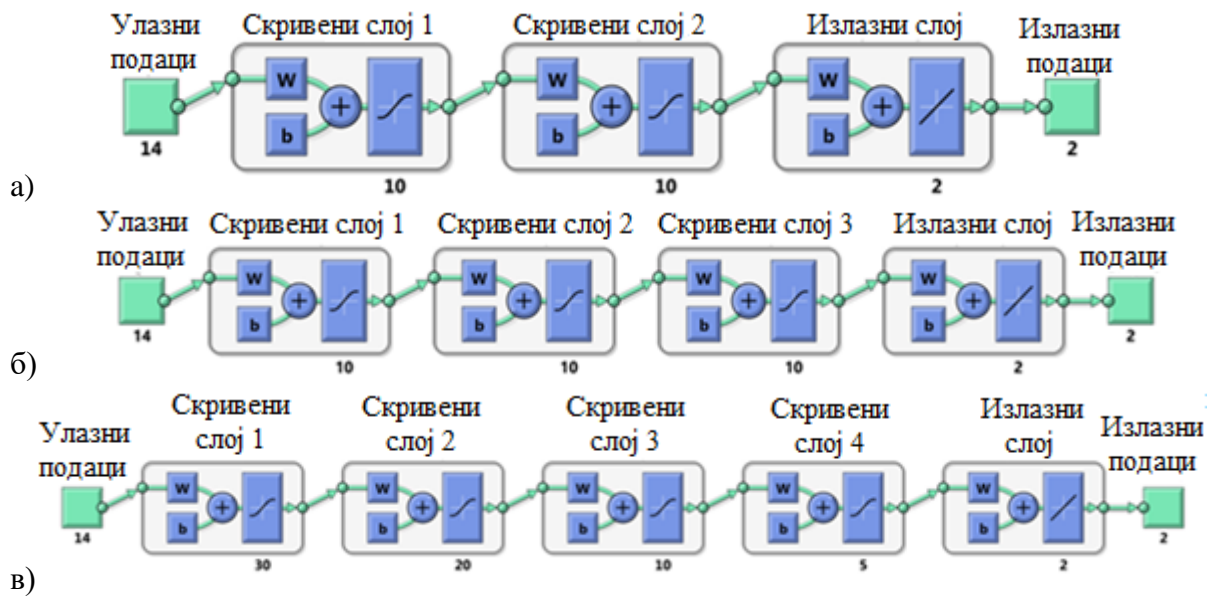 Улазни
подаци
Скривени слој 1
Скривени слој 2
Излазни слој
Излазни
подаци
W
b
W
b
W
b
14
10
10
2
2
а)
Улазни
подаци
Скривени слој 1
Скривени слој 2
Скривени слој 3
Излазни слој
Излазни
подаци
W
b
W
b
W
b
W
b
14
10
10
10
2
2
б)
Улазни
подаци
Скривени
слој 1
Скривени
слој 2
Скривени
слој 3
Скривени
слој 4
Излазни
слој
Излазни
подаци
W
b
W
b
W
b
W
b
W
b
14
30
20
10
5
2
2
в)